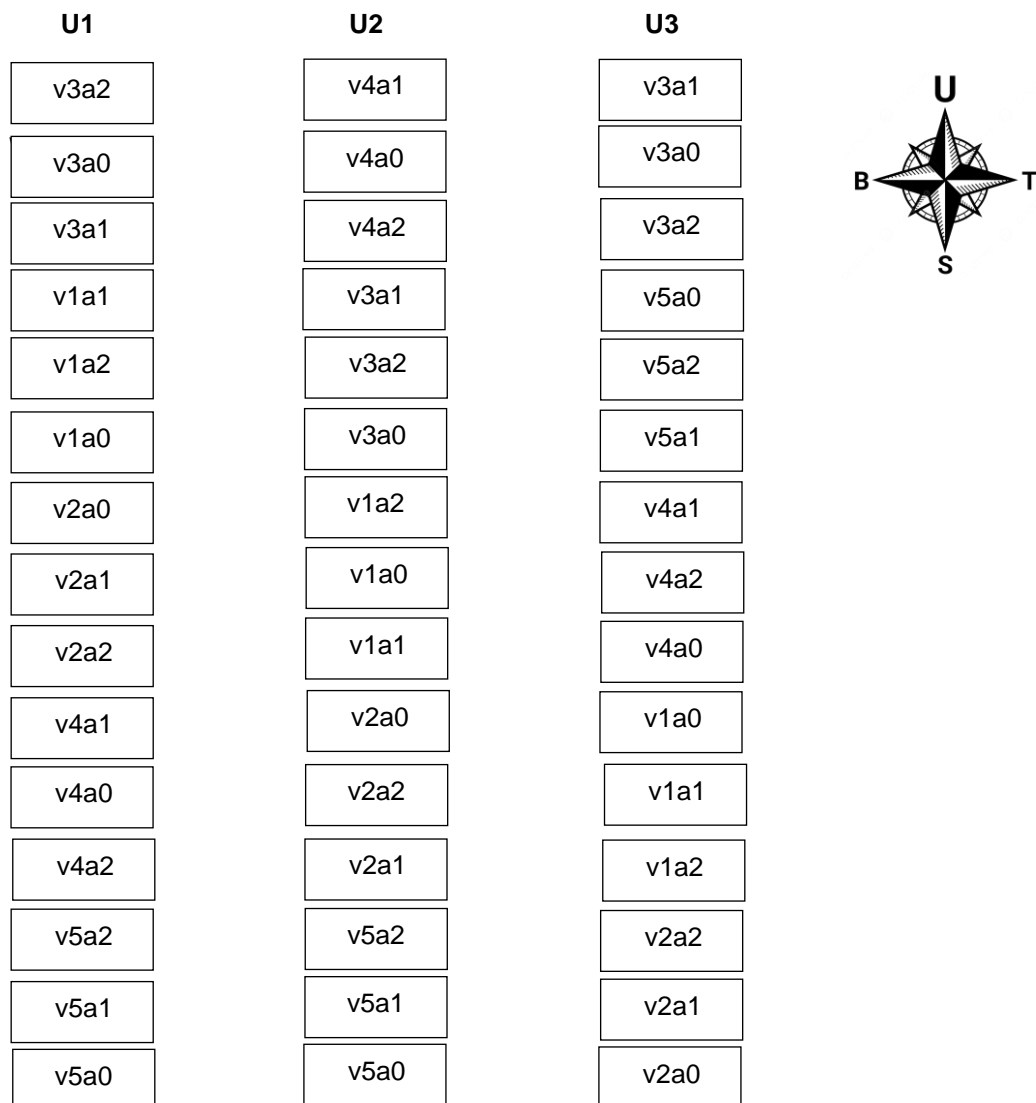 U1 U2 U3
v3a2 v4a1 v3a1
v3a0 v4a0 v3a0
v3a1 v4a2 v3a2
v1a1 v3a1 v5a0
v1a2 v3a2 v5a2
v1a0 v3a0 v5a1
v2a0 v1a2 v4a1
v2a1 v1a0 v4a2
v2a2 v1a1 v4a0
v4a1 v2a0 v1a0
v4a0 v2a2 v1a1
v4a2 v2a1 v1a2
v5a2 v5a2 v2a2
v5a1 v5a1 v2a1
v5a0 v5a0 v2a0
U
B T
S